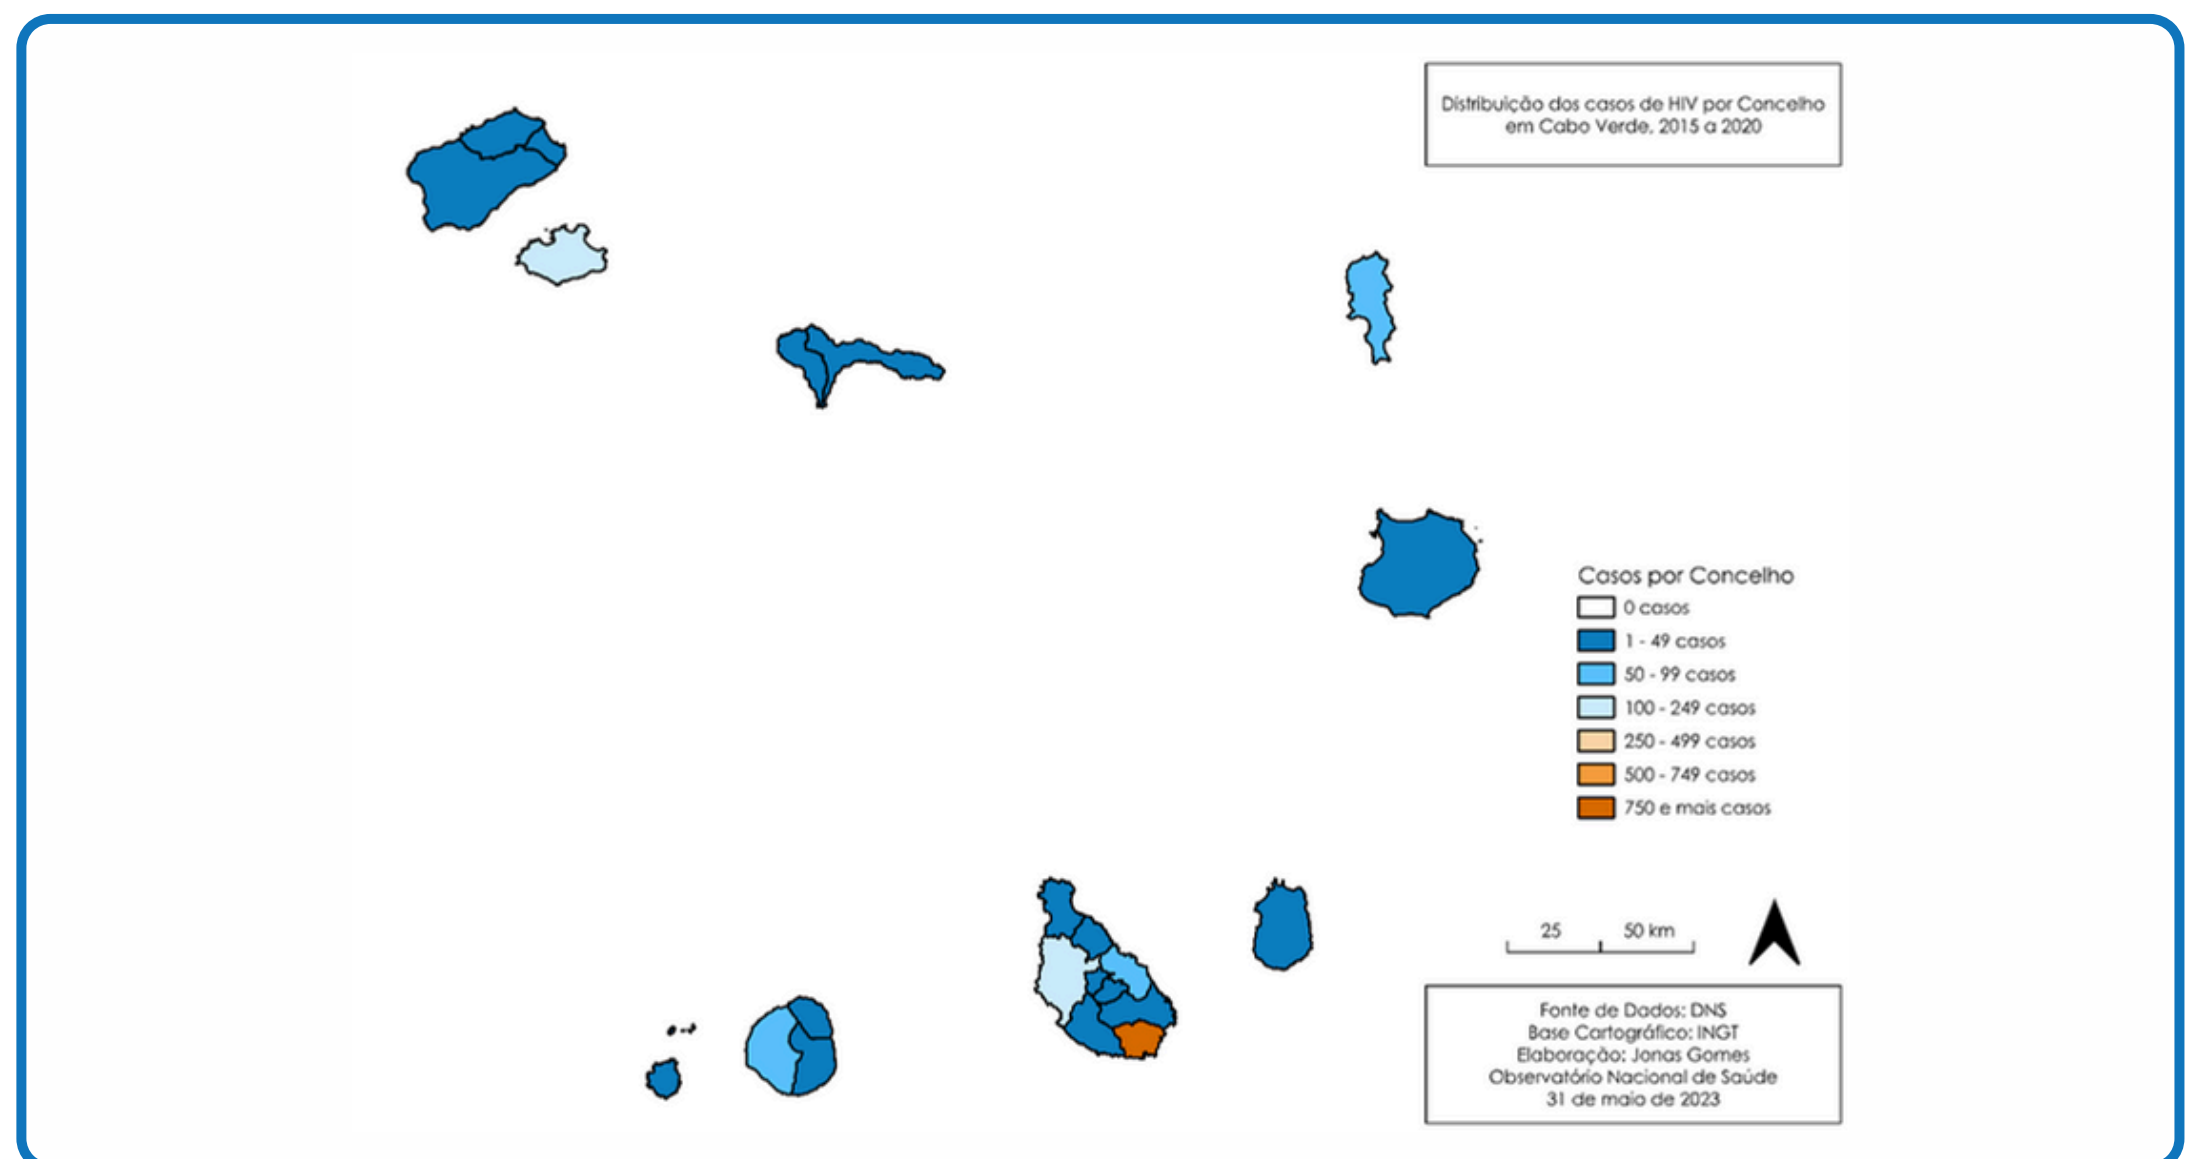 Distribuição dos casos de HIV por Concelho
em Cabo Verde, 2015 a 2020
Casos por Concelho
0 casos
1 - 49 casos
50 - 99 casos
100 - 249 casos
250 - 499 casos
500 - 749 casos
750 e mais casos
25 50 km
Fonte de Dados: DNS
Base Cartográfico: INGT
Elaboração: Jonas Gomes
Observatório Nacional de Saúde
31 de maio de 2023